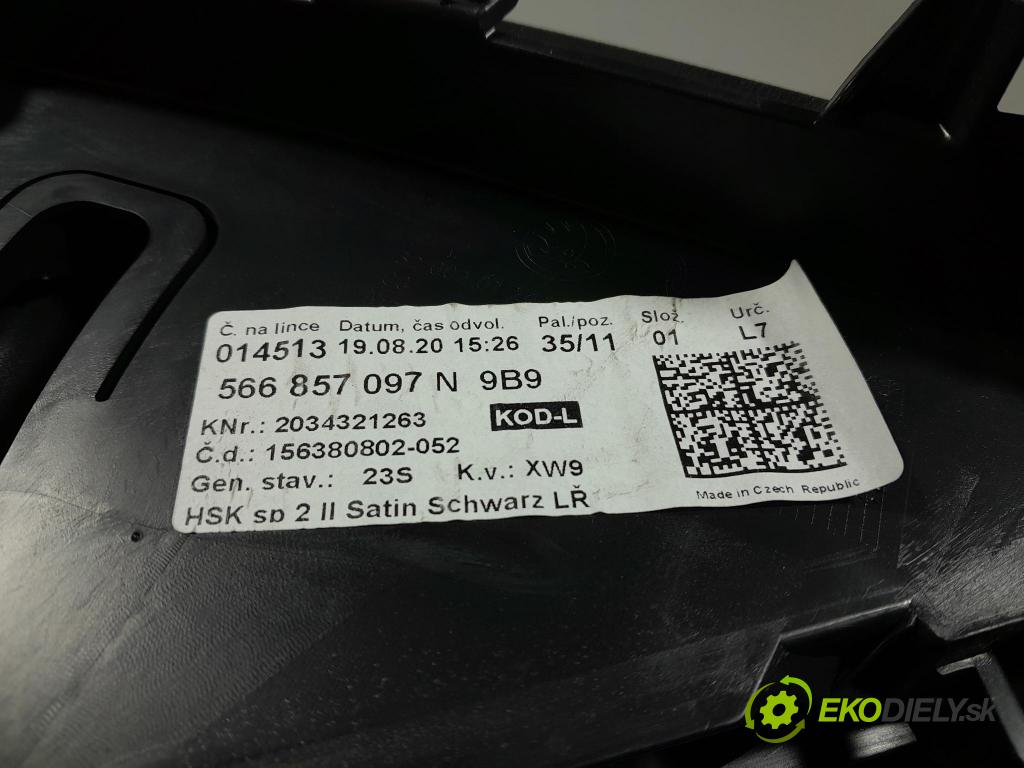 Č. na lince Datum, čas odvol. Pal./poz. Slož. Urč.
014513 19.08.20 15:26 35/11 01 L7
566 857 097 N 9B9
KNr.: 2034321263 KOD-L
Č.d.: 156380802-052
Gen. stav.: 23S K.v.: XW9
HSK sp 2 II Satin Schwarz LŘ
Made in Czech Republic
EKODIELY.sk